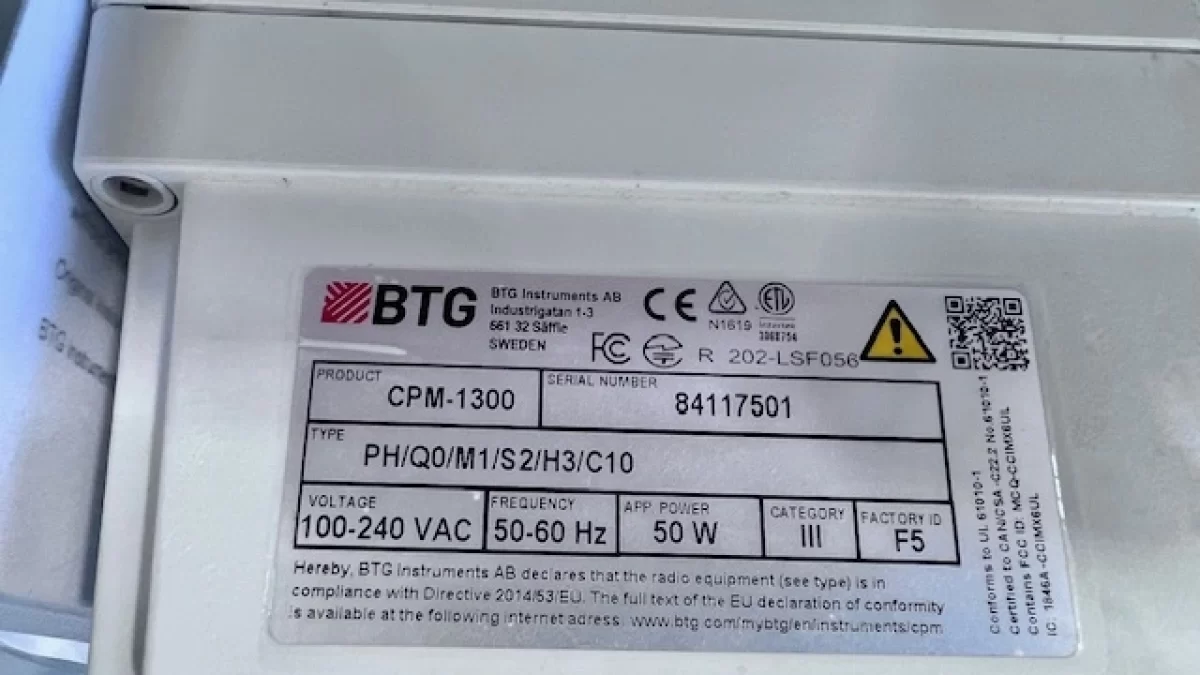 BTG
BTG Instruments AB
Industrigatan 1-3
661 32 Säffle
SWEDEN
CE
N1619
ETL
Intertek
FC
R 202-LSF056
PRODUCT
CPM-1300
SERIAL NUMBER
84117501
TYPE
PH/Q0/M1/S2/H3/C10
VOLTAGE
100-240 VAC
FREQUENCY
50-60 Hz
APP. POWER
50 W
CATEGORY
III
FACTORY ID
F5
Hereby, BTG Instruments AB declares that the radio equipment (see type) is in
compliance with Directive 2014/53/EU. The full text of the EU declaration of conformity
is available at the following internet adress: www.btg.com/mybtg/en/instruments/cpm
Conforms to UL 61010-1
Certified to CAN/CSA-C22.2 No.61010-1
Contains FCC ID: MCQ-CCIMX6UL
IC: 1846A-CCIMX6UL
BTG Instrum